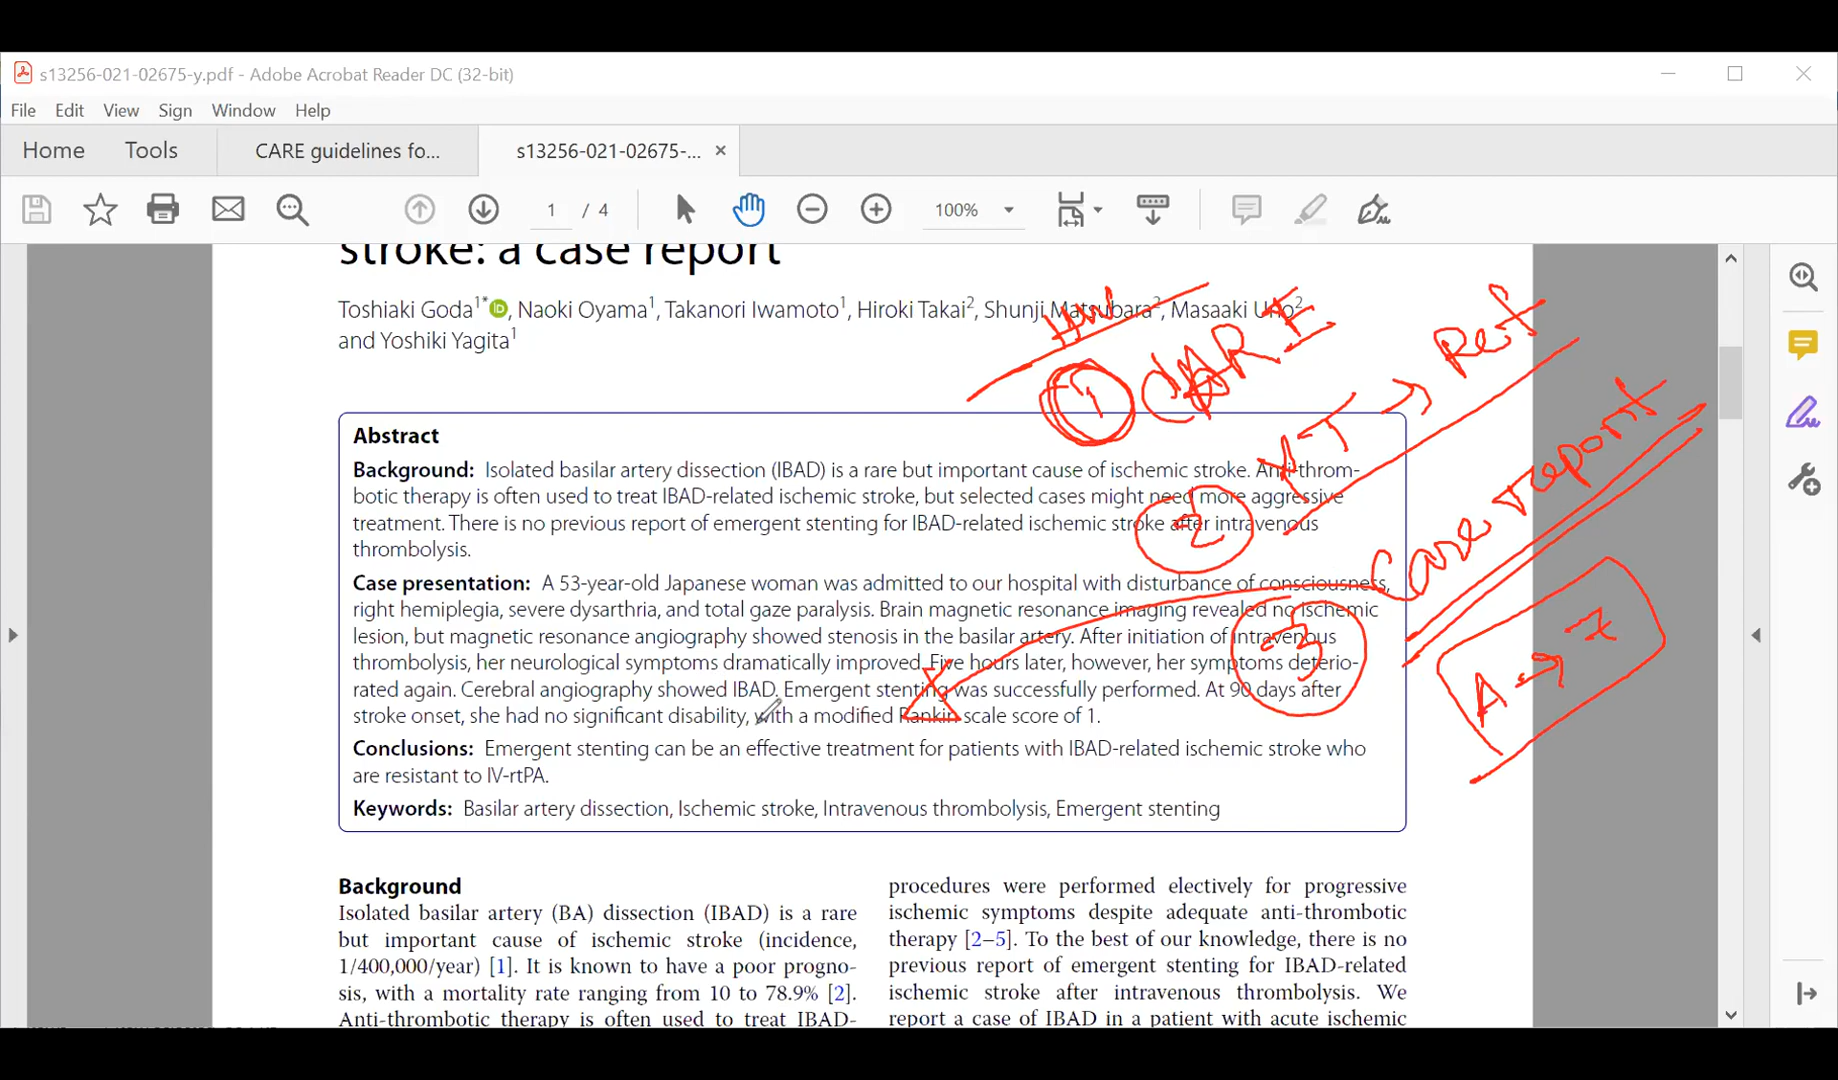 s13256-021-02675-y.pdf - Adobe Acrobat Reader DC (32-bit)
File Edit View Sign Window Help
Home Tools CARE guidelines fo... s13256-021-02675-...
1 / 4 100%
stroke: a case report
Toshiaki Goda1*, Naoki Oyama1, Takanori Iwamoto1, Hiroki Takai2, Shunji Matsubara2, Masaaki Uno2
and Yoshiki Yagita1
HW
1 CARE
YT → Ref
2
Case report
3
A → Z
Abstract
Background: Isolated basilar artery dissection (IBAD) is a rare but important cause of ischemic stroke. Anti-throm-
botic therapy is often used to treat IBAD-related ischemic stroke, but selected cases might need more aggressive
treatment. There is no previous report of emergent stenting for IBAD-related ischemic stroke after intravenous
thrombolysis.
Case presentation: A 53-year-old Japanese woman was admitted to our hospital with disturbance of consciousness,
right hemiplegia, severe dysarthria, and total gaze paralysis. Brain magnetic resonance imaging revealed no ischemic
lesion, but magnetic resonance angiography showed stenosis in the basilar artery. After initiation of intravenous
thrombolysis, her neurological symptoms dramatically improved. Five hours later, however, her symptoms deterio-
rated again. Cerebral angiography showed IBAD. Emergent stenting was successfully performed. At 90 days after
stroke onset, she had no significant disability, with a modified Rankin scale score of 1.
Conclusions: Emergent stenting can be an effective treatment for patients with IBAD-related ischemic stroke who
are resistant to IV-rtPA.
Keywords: Basilar artery dissection, Ischemic stroke, Intravenous thrombolysis, Emergent stenting
Background
Isolated basilar artery (BA) dissection (IBAD) is a rare
but important cause of ischemic stroke (incidence,
1/400,000/year) [1]. It is known to have a poor progno-
sis, with a mortality rate ranging from 10 to 78.9% [2].
Anti-thrombotic therapy is often used to treat IBAD-
procedures were performed electively for progressive
ischemic symptoms despite adequate anti-thrombotic
therapy [2–5]. To the best of our knowledge, there is no
previous report of emergent stenting for IBAD-related
ischemic stroke after intravenous thrombolysis. We
report a case of IBAD in a patient with acute ischemic